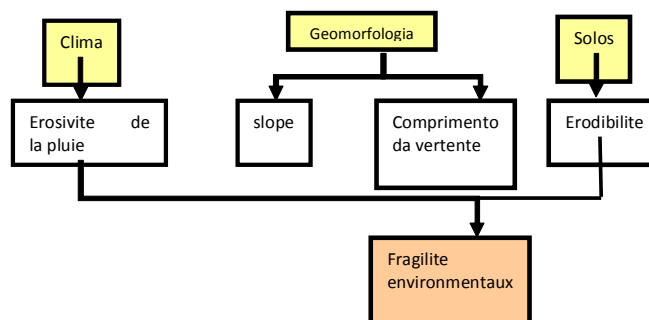 Clima
Geomorfologia
Solos
Erosivite de
la pluie
slope
Comprimento
da vertente
Erodibilite
Fragilite
environmentaux